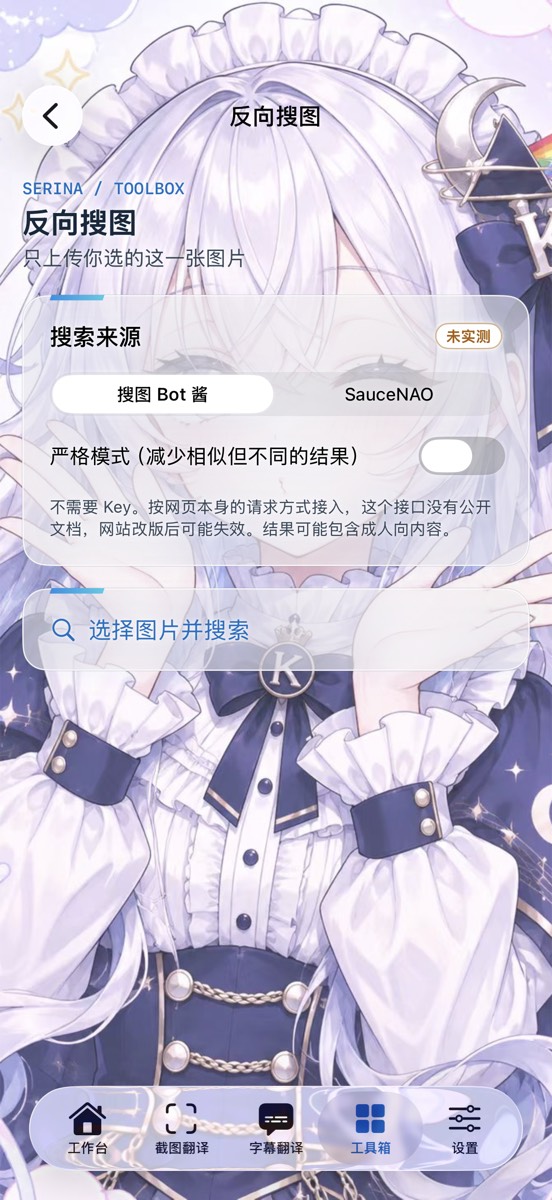 反向搜图
SERINA / TOOLBOX
反向搜图
只上传你选的这一张图片
搜索来源
未实测
搜图 Bot 酱
SauceNAO
严格模式（减少相似但不同的结果）
不需要 Key。按网页本身的请求方式接入，这个接口没有公开
文档，网站改版后可能失效。结果可能包含成人向内容。
选择图片并搜索
K
K
工作台
截图翻译
字幕翻译
工具箱
设置